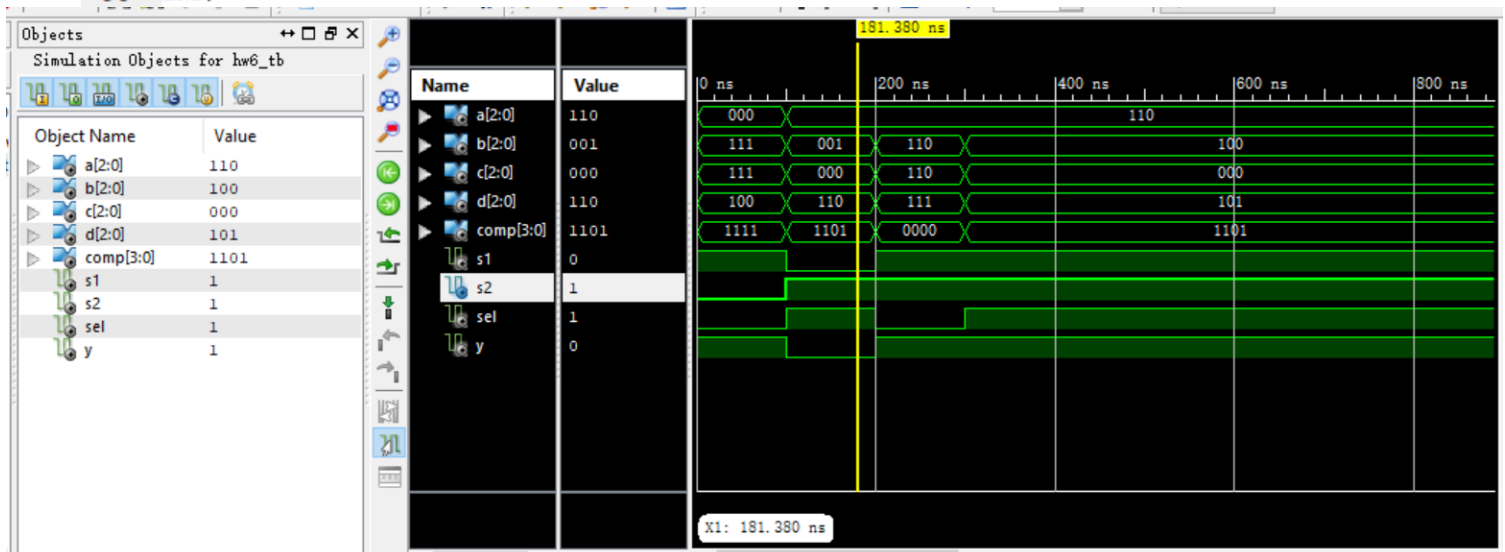 Objects
Simulation Objects for hw6_tb
I/O
Object Name Value
a[2:0] 110
b[2:0] 100
c[2:0] 000
d[2:0] 101
comp[3:0] 1101
s1 1
s2 1
sel 1
y 1
181.380 ns
Name Value 0 ns 200 ns 400 ns 600 ns 800 ns
a[2:0] 110 000 110
b[2:0] 001 111 001 110 100
c[2:0] 000 111 000 110 000
d[2:0] 110 100 110 111 101
comp[3:0] 1101 1111 1101 0000 1101
s1 0
s2 1
sel 1
y 0
X1: 181.380 ns